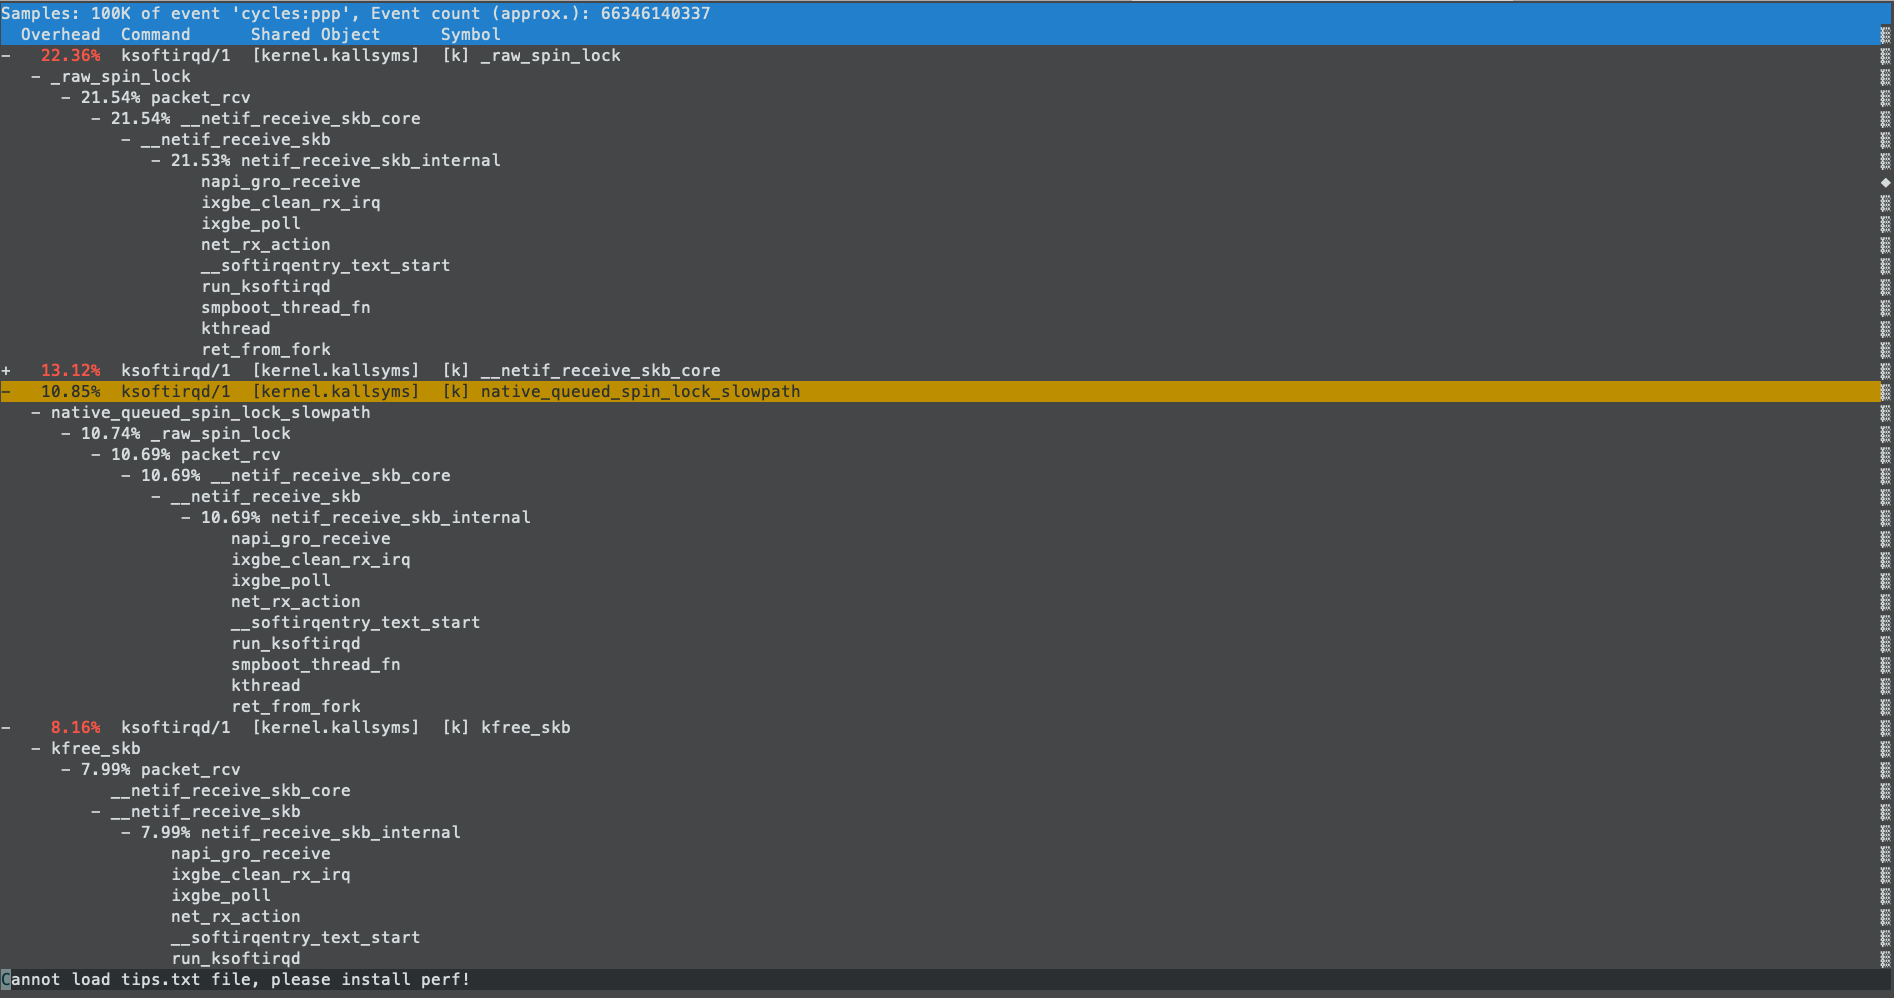 Samples: 100K of event 'cycles:ppp', Event count (approx.): 66346140337
  Overhead  Command      Shared Object      Symbol
-   22.36%  ksoftirqd/1  [kernel.kallsyms]  [k] _raw_spin_lock
   - _raw_spin_lock
      - 21.54% packet_rcv
         - 21.54% __netif_receive_skb_core
            - __netif_receive_skb
               - 21.53% netif_receive_skb_internal
                    napi_gro_receive
                    ixgbe_clean_rx_irq
                    ixgbe_poll
                    net_rx_action
                    __softirqentry_text_start
                    run_ksoftirqd
                    smpboot_thread_fn
                    kthread
                    ret_from_fork
+   13.12%  ksoftirqd/1  [kernel.kallsyms]  [k] __netif_receive_skb_core
-   10.85%  ksoftirqd/1  [kernel.kallsyms]  [k] native_queued_spin_lock_slowpath
   - native_queued_spin_lock_slowpath
      - 10.74% _raw_spin_lock
         - 10.69% packet_rcv
            - 10.69% __netif_receive_skb_core
               - __netif_receive_skb
                  - 10.69% netif_receive_skb_internal
                       napi_gro_receive
                       ixgbe_clean_rx_irq
                       ixgbe_poll
                       net_rx_action
                       __softirqentry_text_start
                       run_ksoftirqd
                       smpboot_thread_fn
                       kthread
                       ret_from_fork
-    8.16%  ksoftirqd/1  [kernel.kallsyms]  [k] kfree_skb
   - kfree_skb
      - 7.99% packet_rcv
           __netif_receive_skb_core
         - __netif_receive_skb
            - 7.99% netif_receive_skb_internal
                 napi_gro_receive
                 ixgbe_clean_rx_irq
                 ixgbe_poll
                 net_rx_action
                 __softirqentry_text_start
                 run_ksoftirqd
Cannot load tips.txt file, please install perf!